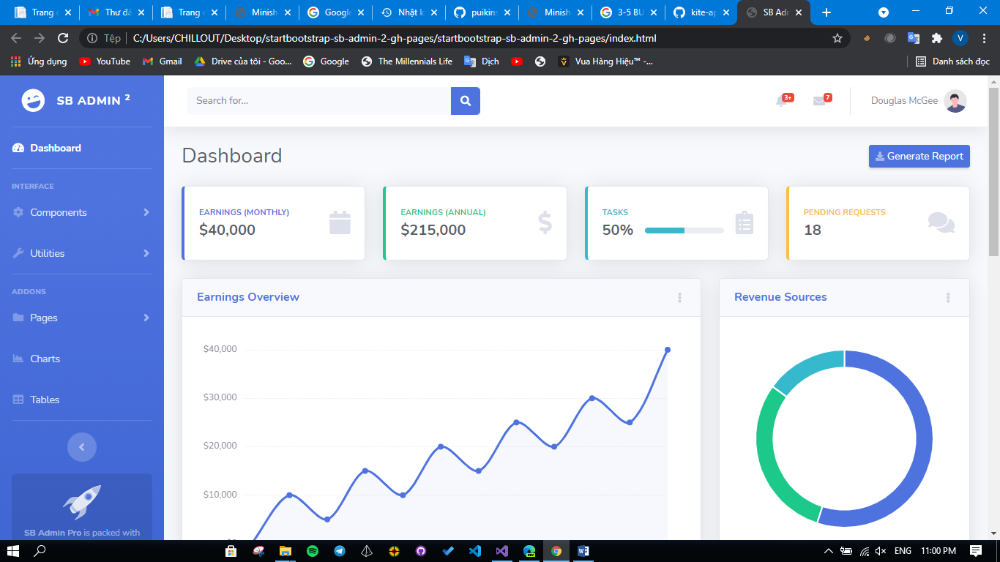 Trang c
Thư đã
Trang c
Minish
Google
Nhật k
puikins
Minish
3-5 BU
kite-ap
SB Adm
Tệp C:/Users/CHILLOUT/Desktop/startbootstrap-sb-admin-2-gh-pages/startbootstrap-sb-admin-2-gh-pages/index.html
V
Ứng dụng YouTube Gmail Drive của tôi - Goo... Google The Millennials Life Dịch Vua Hàng Hiệu™ -... Danh sách đọc
SB ADMIN 2
Dashboard
INTERFACE
Components
Utilities
ADDONS
Pages
Charts
Tables
SB Admin Pro is packed with
Search for...
3+
7
Douglas McGee
Dashboard
Generate Report
EARNINGS (MONTHLY)
$40,000
EARNINGS (ANNUAL)
$215,000
TASKS
50%
PENDING REQUESTS
18
Earnings Overview
$40,000
$30,000
$20,000
$10,000
Revenue Sources
ENG 11:00 PM